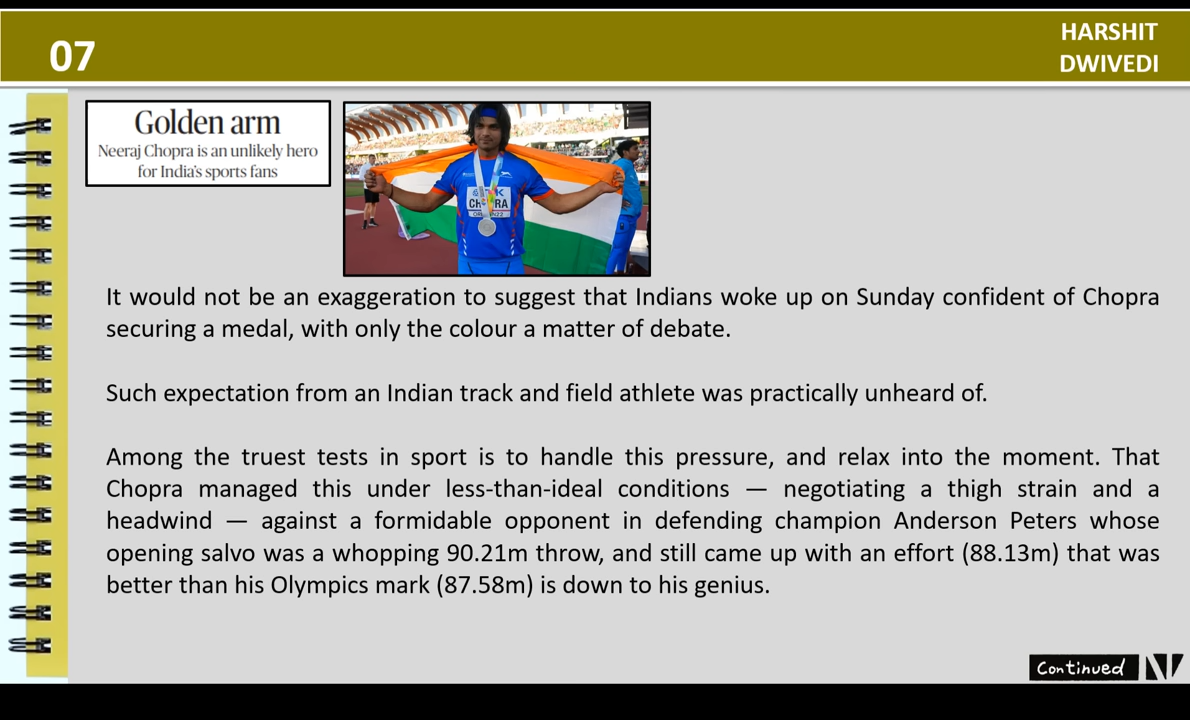 07
HARSHIT
DWIVEDI
Golden arm
Neeraj Chopra is an unlikely hero
for India's sports fans
CHOPRA
It would not be an exaggeration to suggest that Indians woke up on Sunday confident of Chopra
securing a medal, with only the colour a matter of debate.
Such expectation from an Indian track and field athlete was practically unheard of.
Among the truest tests in sport is to handle this pressure, and relax into the moment. That
Chopra managed this under less-than-ideal conditions — negotiating a thigh strain and a
headwind — against a formidable opponent in defending champion Anderson Peters whose
opening salvo was a whopping 90.21m throw, and still came up with an effort (88.13m) that was
better than his Olympics mark (87.58m) is down to his genius.
Continued